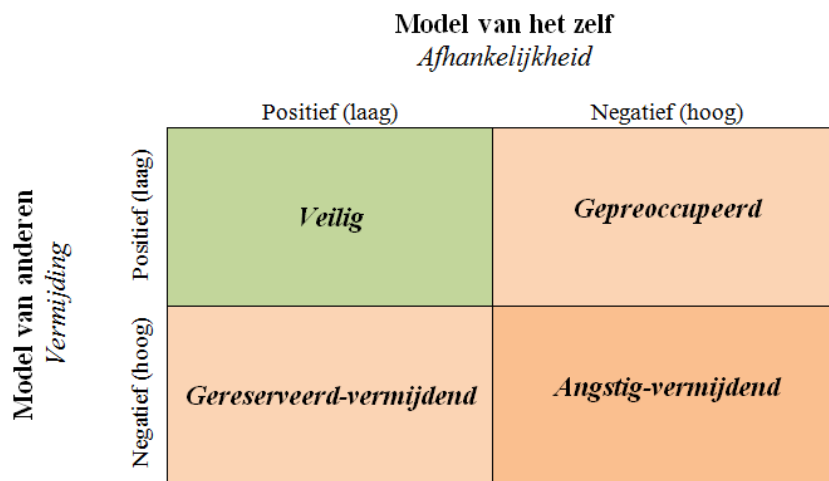 Model van het zelf
Afhankelijkheid
Positief (laag)
Negatief (hoog)
Model van anderen
Vermijding
Positief (laag)
Veilig
Gepreoccupeerd
Negatief (hoog)
Gereserveerd-vermijdend
Angstig-vermijdend